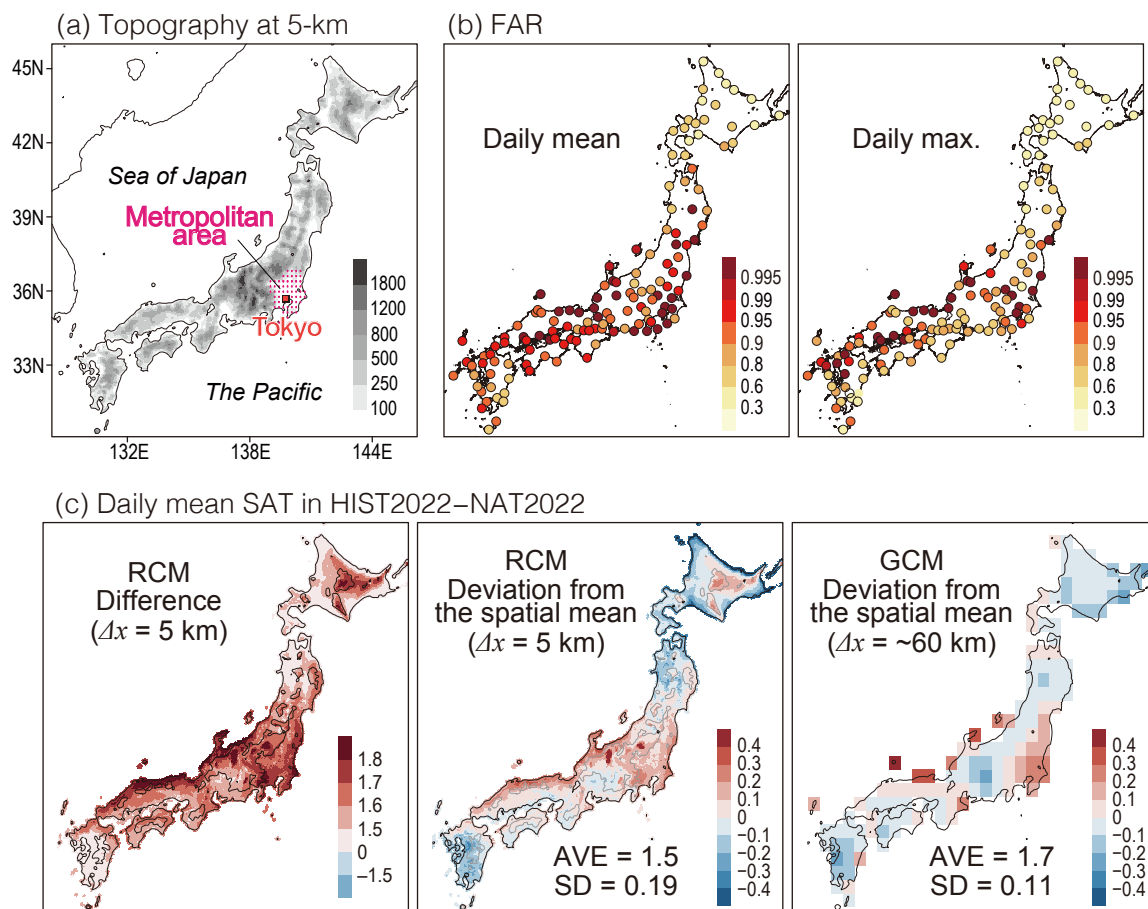 (a) Topography at 5-km
45N
42N
39N
36N
33N
132E
138E
144E
Sea of Japan
Metropolitan
area
Tokyo
The Pacific
1800
1200
800
500
250
100
(b) FAR
Daily mean
0.995
0.99
0.95
0.9
0.8
0.6
0.3
Daily max.
0.995
0.99
0.95
0.9
0.8
0.6
0.3
(c) Daily mean SAT in HIST2022–NAT2022
RCM
Difference
(Δx = 5 km)
1.8
1.7
1.6
1.5
0
−1.5
RCM
Deviation from
the spatial mean
(Δx = 5 km)
0.4
0.3
0.2
0.1
0
−0.1
−0.2
−0.3
−0.4
AVE = 1.5
SD = 0.19
GCM
Deviation from
the spatial mean
(Δx = ~60 km)
0.4
0.3
0.2
0.1
0
−0.1
−0.2
−0.3
−0.4
AVE = 1.7
SD = 0.11